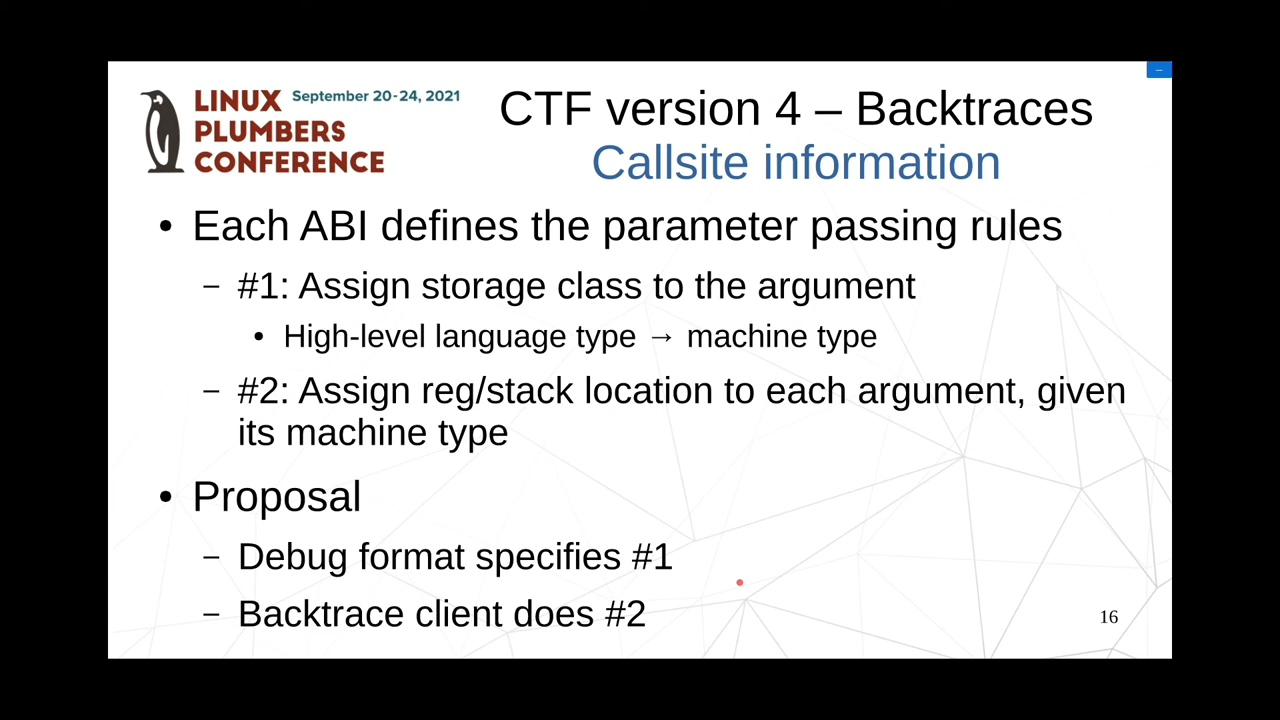 LINUX September 20-24, 2021
PLUMBERS
CONFERENCE
CTF version 4 – Backtraces
Callsite information
• Each ABI defines the parameter passing rules
– #1: Assign storage class to the argument
• High-level language type → machine type
– #2: Assign reg/stack location to each argument, given
its machine type
• Proposal
– Debug format specifies #1
– Backtrace client does #2
16